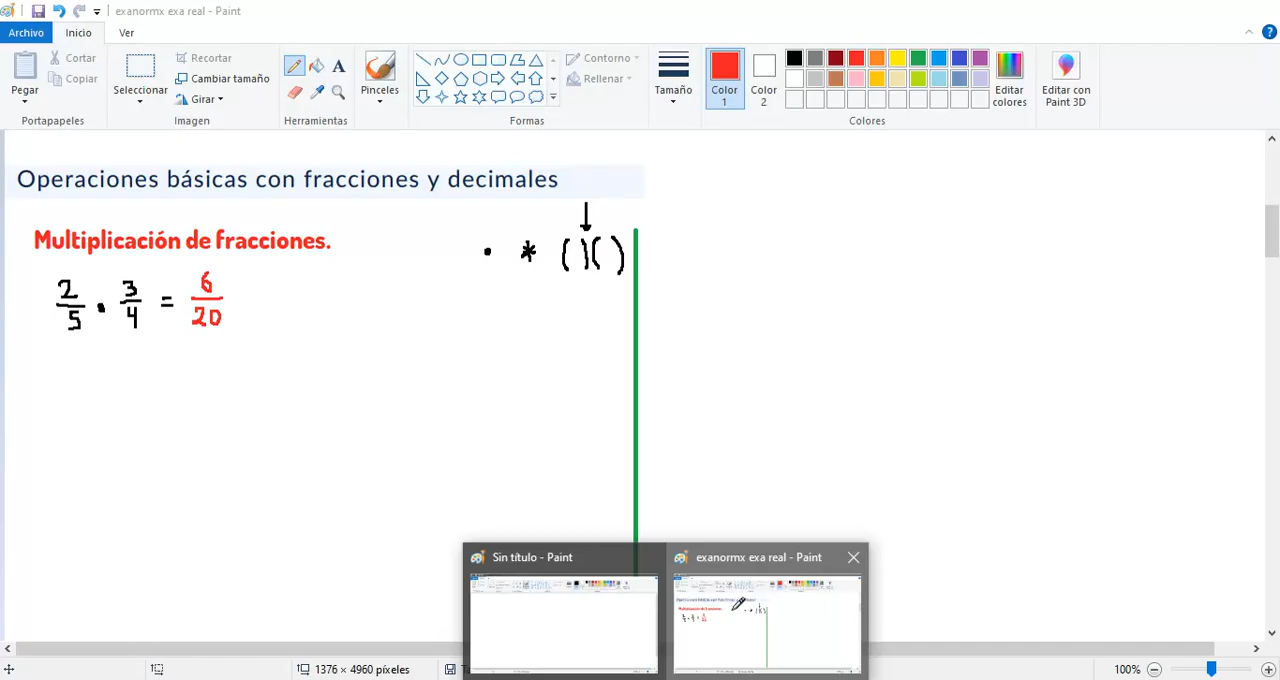 exanormx exa real - Paint
Archivo Inicio Ver
Pegar
Cortar
Copiar
Portapapeles
Seleccionar
Recortar
Cambiar tamaño
Girar
Imagen
A
Herramientas
Pinceles
Contorno
Rellenar
Formas
Tamaño
Color 1
Color 2
Editar colores
Colores
Editar con Paint 3D
Operaciones básicas con fracciones y decimales
Multiplicación de fracciones.
· * ( )( )
2/5 · 3/4 = 6/20
Sin título - Paint
exanormx exa real - Paint
1376 × 4960 píxeles
100%